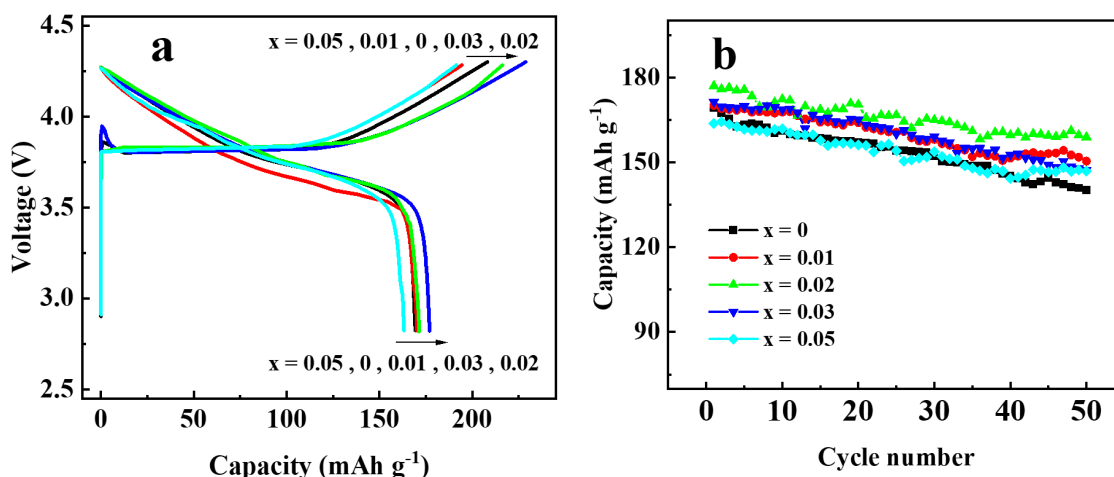 a
x = 0.05 , 0.01 , 0 , 0.03 , 0.02
4.5
4.0
3.5
3.0
2.5
Voltage (V)
x = 0.05 , 0 , 0.01 , 0.03 , 0.02
0 50 100 150 200
Capacity (mAh g-1)
b
180
150
120
90
Capacity (mAh g-1)
x = 0
x = 0.01
x = 0.02
x = 0.03
x = 0.05
0 10 20 30 40 50
Cycle number